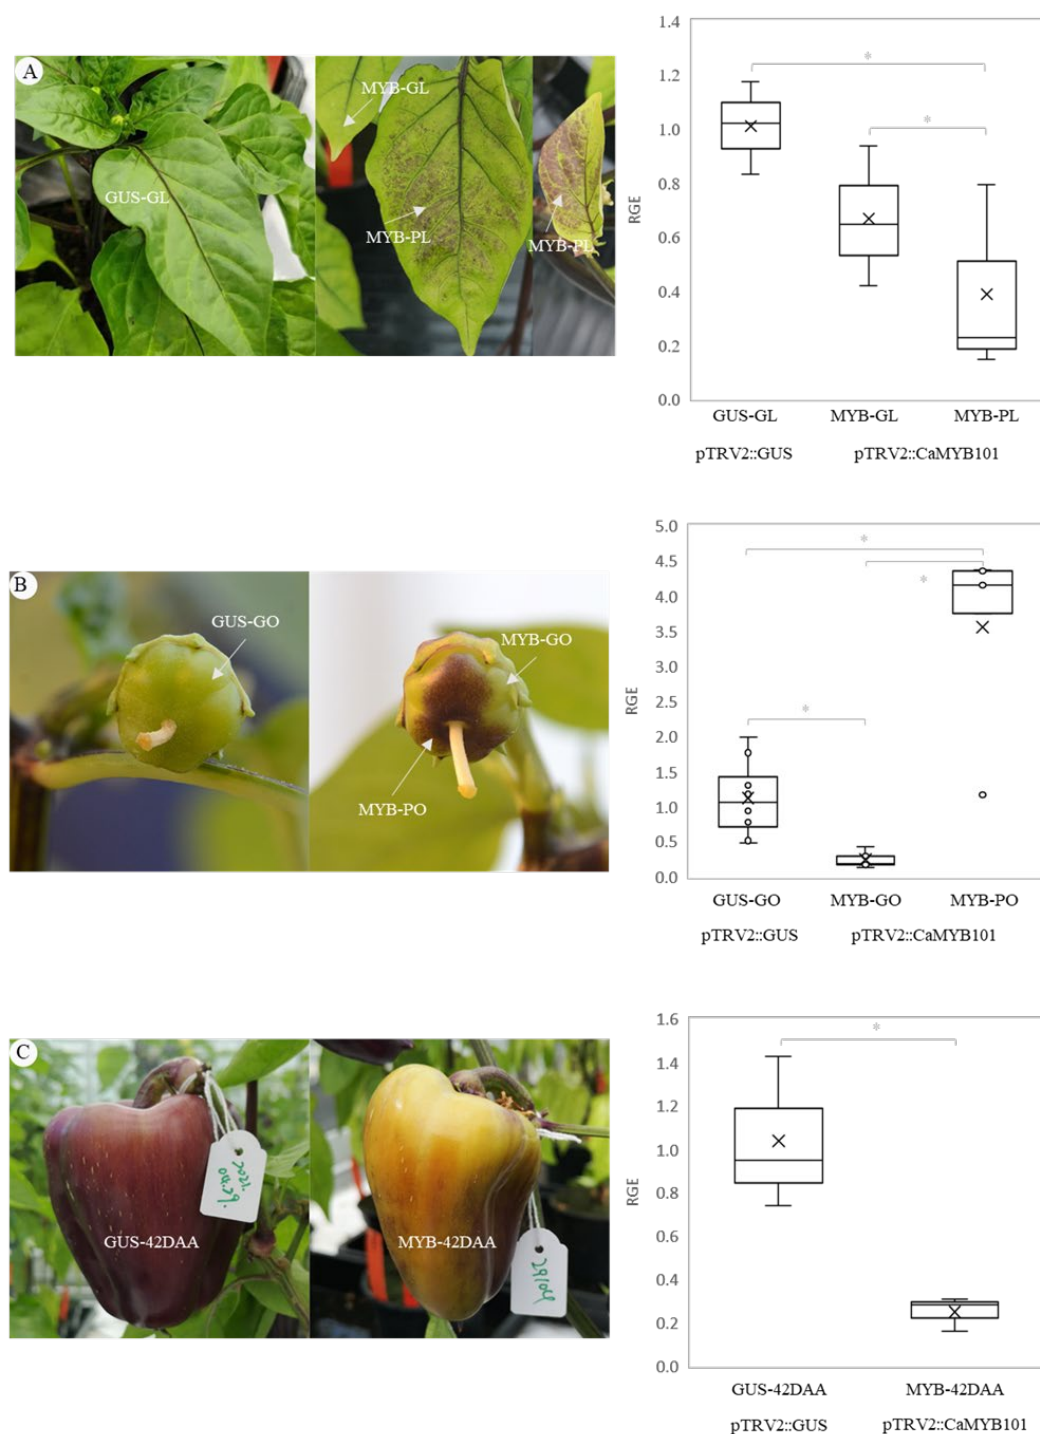 A
GUS-GL
MYB-GL
MYB-PL
MYB-PL
RGE
1.4
1.2
1.0
0.8
0.6
0.4
0.2
0.0
*
*
GUS-GL MYB-GL MYB-PL
pTRV2::GUS pTRV2::CaMYB101
B
GUS-GO
MYB-GO
MYB-PO
RGE
5.0
4.5
4.0
3.5
3.0
2.5
2.0
1.5
1.0
0.5
0.0
*
*
*
GUS-GO MYB-GO MYB-PO
pTRV2::GUS pTRV2::CaMYB101
C
GUS-42DAA
MYB-42DAA
RGE
1.6
1.4
1.2
1.0
0.8
0.6
0.4
0.2
0.0
*
GUS-42DAA MYB-42DAA
pTRV2::GUS pTRV2::CaMYB101